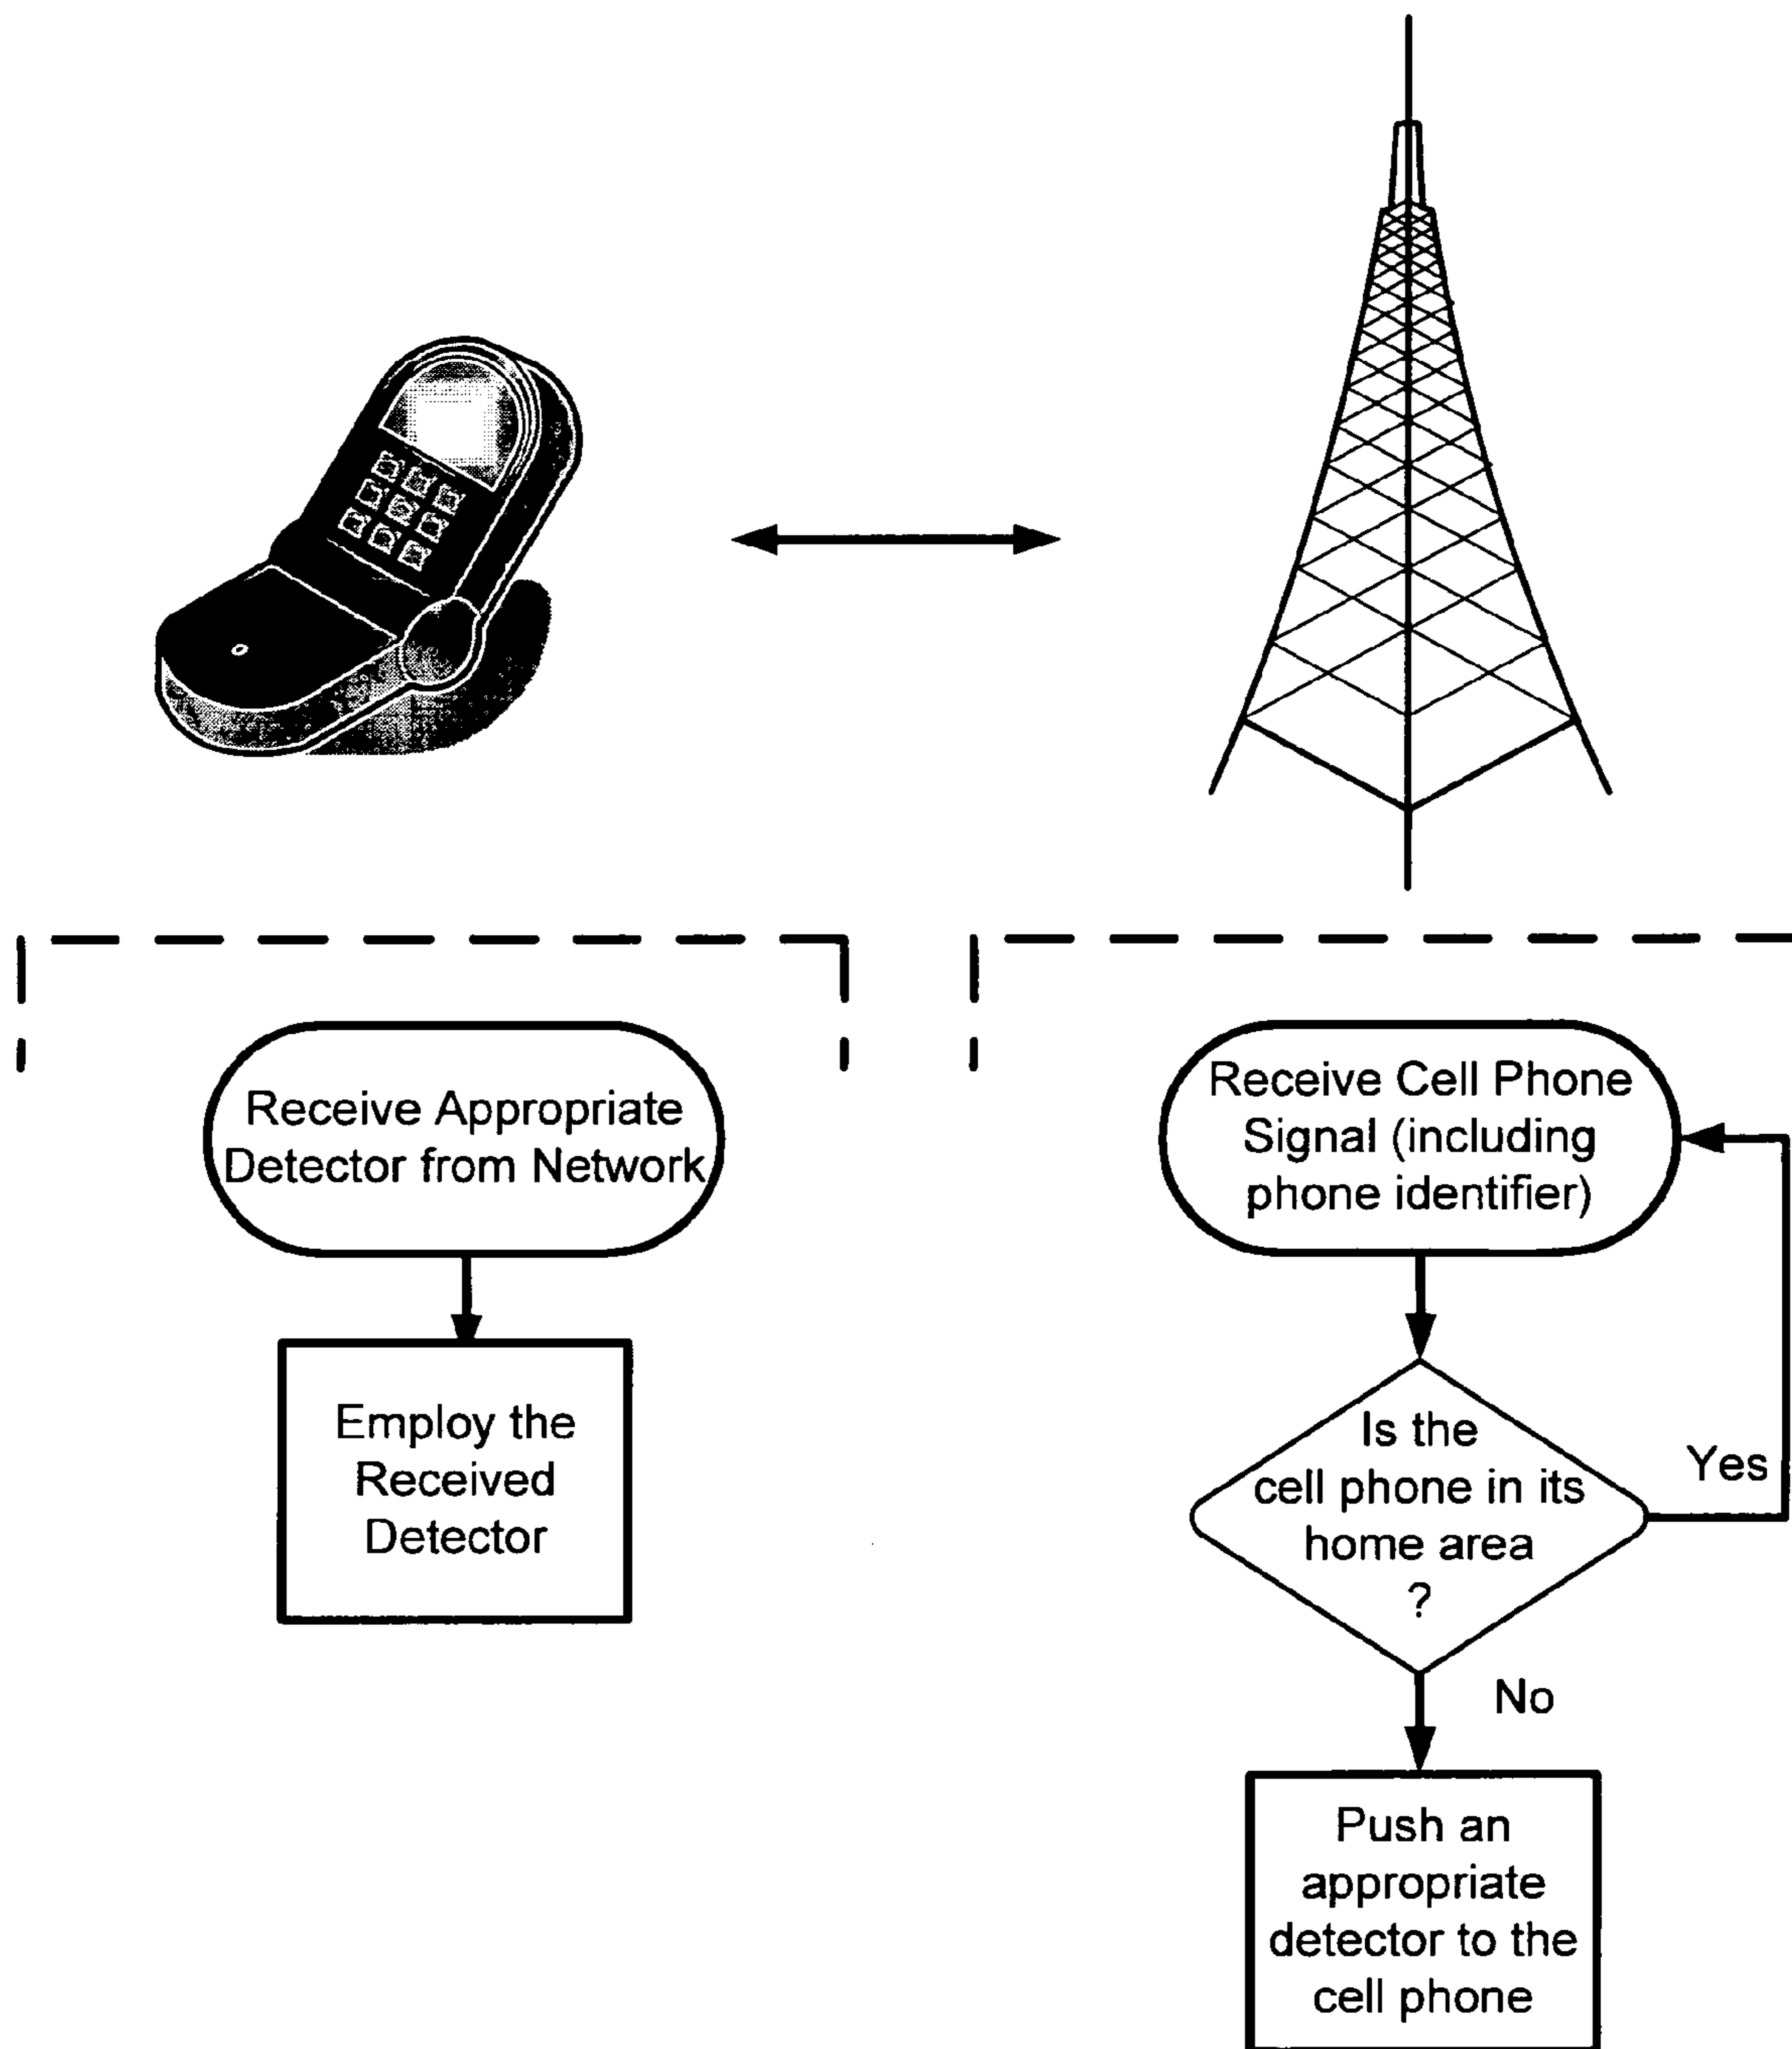 Receive Appropriate
Detector from Network
Employ the
Received
Detector
Receive Cell Phone
Signal (including
phone identifier)
Is the
cell phone in its
home area
?
Yes
No
Push an
appropriate
detector to the
cell phone